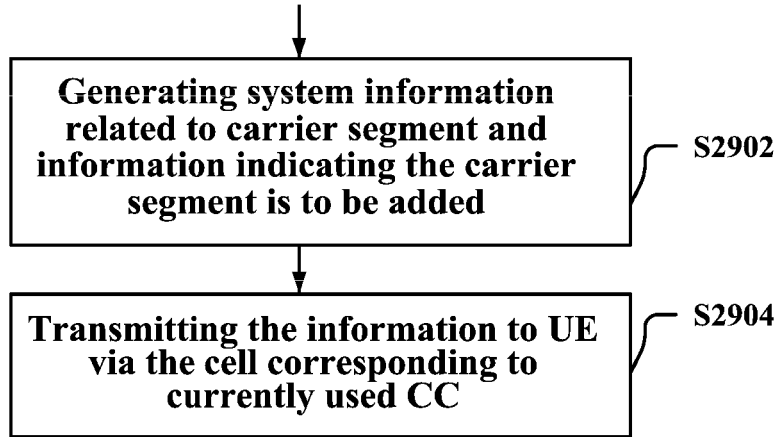 Generating system information
related to carrier segment and
information indicating the carrier
segment is to be added
S2902
Transmitting the information to UE
via the cell corresponding to
currently used CC
S2904